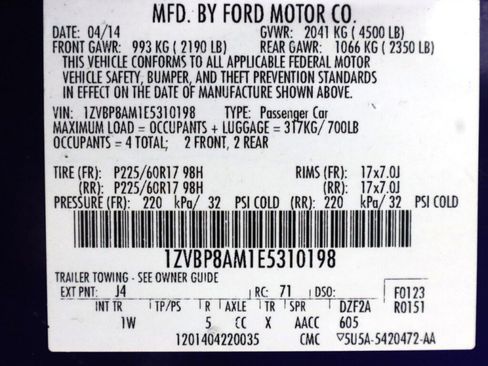 MFD. BY FORD MOTOR CO.
DATE: 04/14 GVWR: 2041 KG ( 4500 LB)
FRONT GAWR: 993 KG ( 2190 LB) REAR GAWR: 1066 KG ( 2350 LB)
THIS VEHICLE CONFORMS TO ALL APPLICABLE FEDERAL MOTOR
VEHICLE SAFETY, BUMPER, AND THEFT PREVENTION STANDARDS
IN EFFECT ON THE DATE OF MANUFACTURE SHOWN ABOVE.
VIN: 1ZVBP8AM1E5310198 TYPE: Passenger Car
MAXIMUM LOAD = OCCUPANTS + LUGGAGE = 317KG/ 700LB
OCCUPANTS = 4 TOTAL; 2 FRONT, 2 REAR
TIRE (FR): P225/60R17 98H RIMS (FR): 17x7.0J
(RR): P225/60R17 98H (RR): 17x7.0J
PRESSURE (FR): 220 kPa/ 32 PSI COLD (RR): 220 kPa/ 32 PSI COLD
1ZVBP8AM1E5310198
TRAILER TOWING - SEE OWNER GUIDE
EXT PNT: J4 RC: 71 DSO: F0123
INT TR TP/PS R AXLE TR SPR DZF2A R0151
1W 5 CC X AACC 605
1201404220035 CMC ▽5U5A-5420472-AA